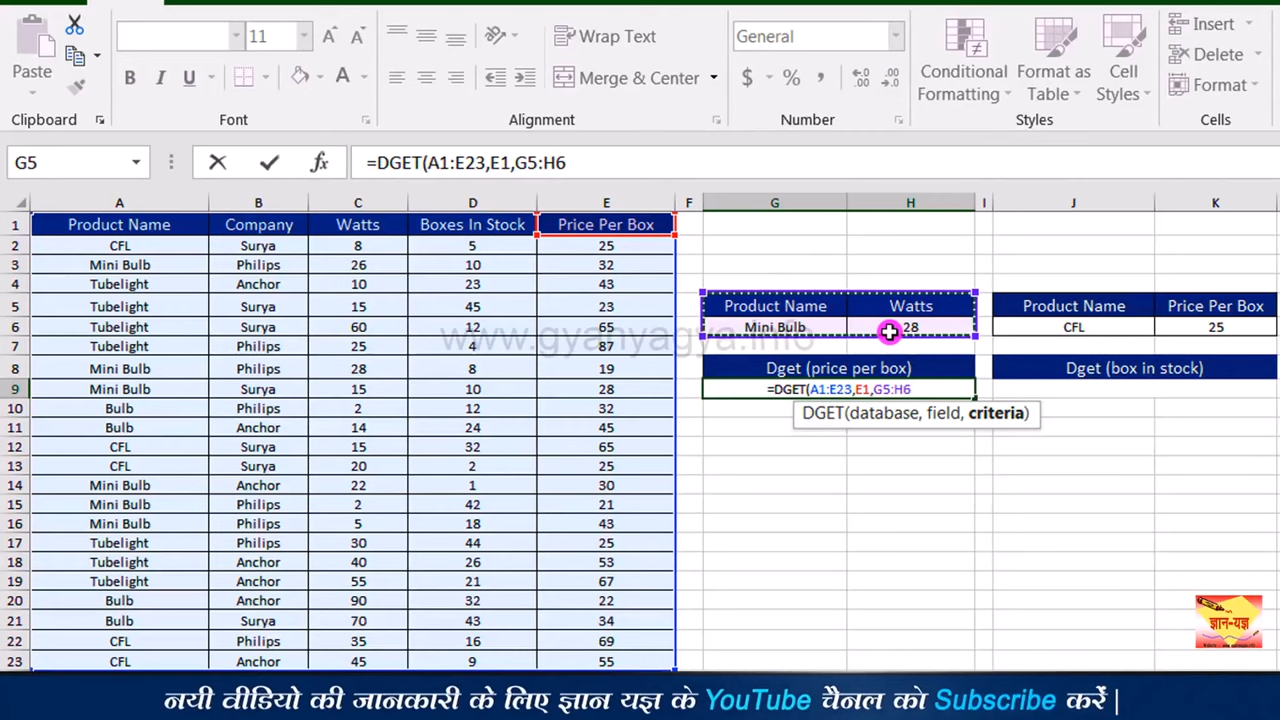 11
Wrap Text
General
Insert
Paste
B I U
A
Merge & Center
$ % ,
Conditional Formatting
Format as Table
Cell Styles
Delete
Format
Clipboard
Font
Alignment
Number
Styles
Cells
G5
fx
=DGET(A1:E23,E1,G5:H6
A B C D E F G H I J K
1 Product Name Company Watts Boxes In Stock Price Per Box
2 CFL Surya 8 5 25
3 Mini Bulb Philips 26 10 32
4 Tubelight Anchor 10 23 43
5 Tubelight Surya 15 45 23 Product Name Watts Product Name Price Per Box
6 Tubelight Surya 60 12 65 Mini Bulb 28 CFL 25
www.gyanyagya.info
7 Tubelight Surya 25 4 87
8 Mini Bulb Philips 28 8 19 Dget (price per box) Dget (box in stock)
9 Mini Bulb Surya 15 10 28 =DGET(A1:E23,E1,G5:H6
DGET(database, field, criteria)
10 Bulb Philips 2 12 32
11 Bulb Surya 14 24 45
12 CFL Surya 15 32 65
13 CFL Surya 20 2 25
14 Mini Bulb Anchor 22 1 30
15 Mini Bulb Philips 2 42 21
16 Mini Bulb Philips 5 18 43
17 Tubelight Philips 30 44 25
18 Tubelight Anchor 40 26 53
19 Tubelight Anchor 55 21 67
20 Bulb Anchor 90 32 22
21 Bulb Surya 70 43 34
22 CFL Philips 35 16 69
23 CFL Anchor 45 9 55
ज्ञान-यज्ञ
नयी वीडियो की जानकारी के लिए ज्ञान यज्ञ के YouTube चैनल को Subscribe करें |